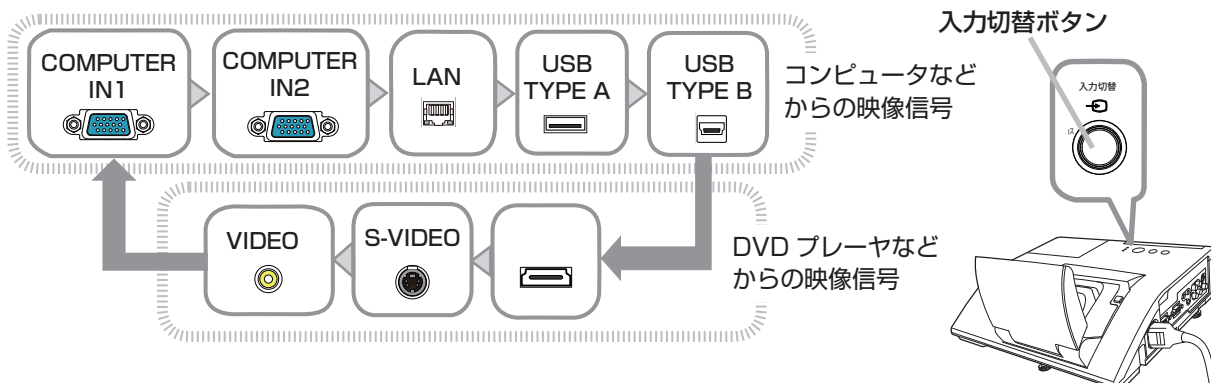 入力切替ボタン
COMPUTER
IN1
COMPUTER
IN2
LAN
USB
TYPE A
USB
TYPE B
コンピュータなど
からの映像信号
入力切替
VIDEO
S-VIDEO
DVD プレーヤなど
からの映像信号